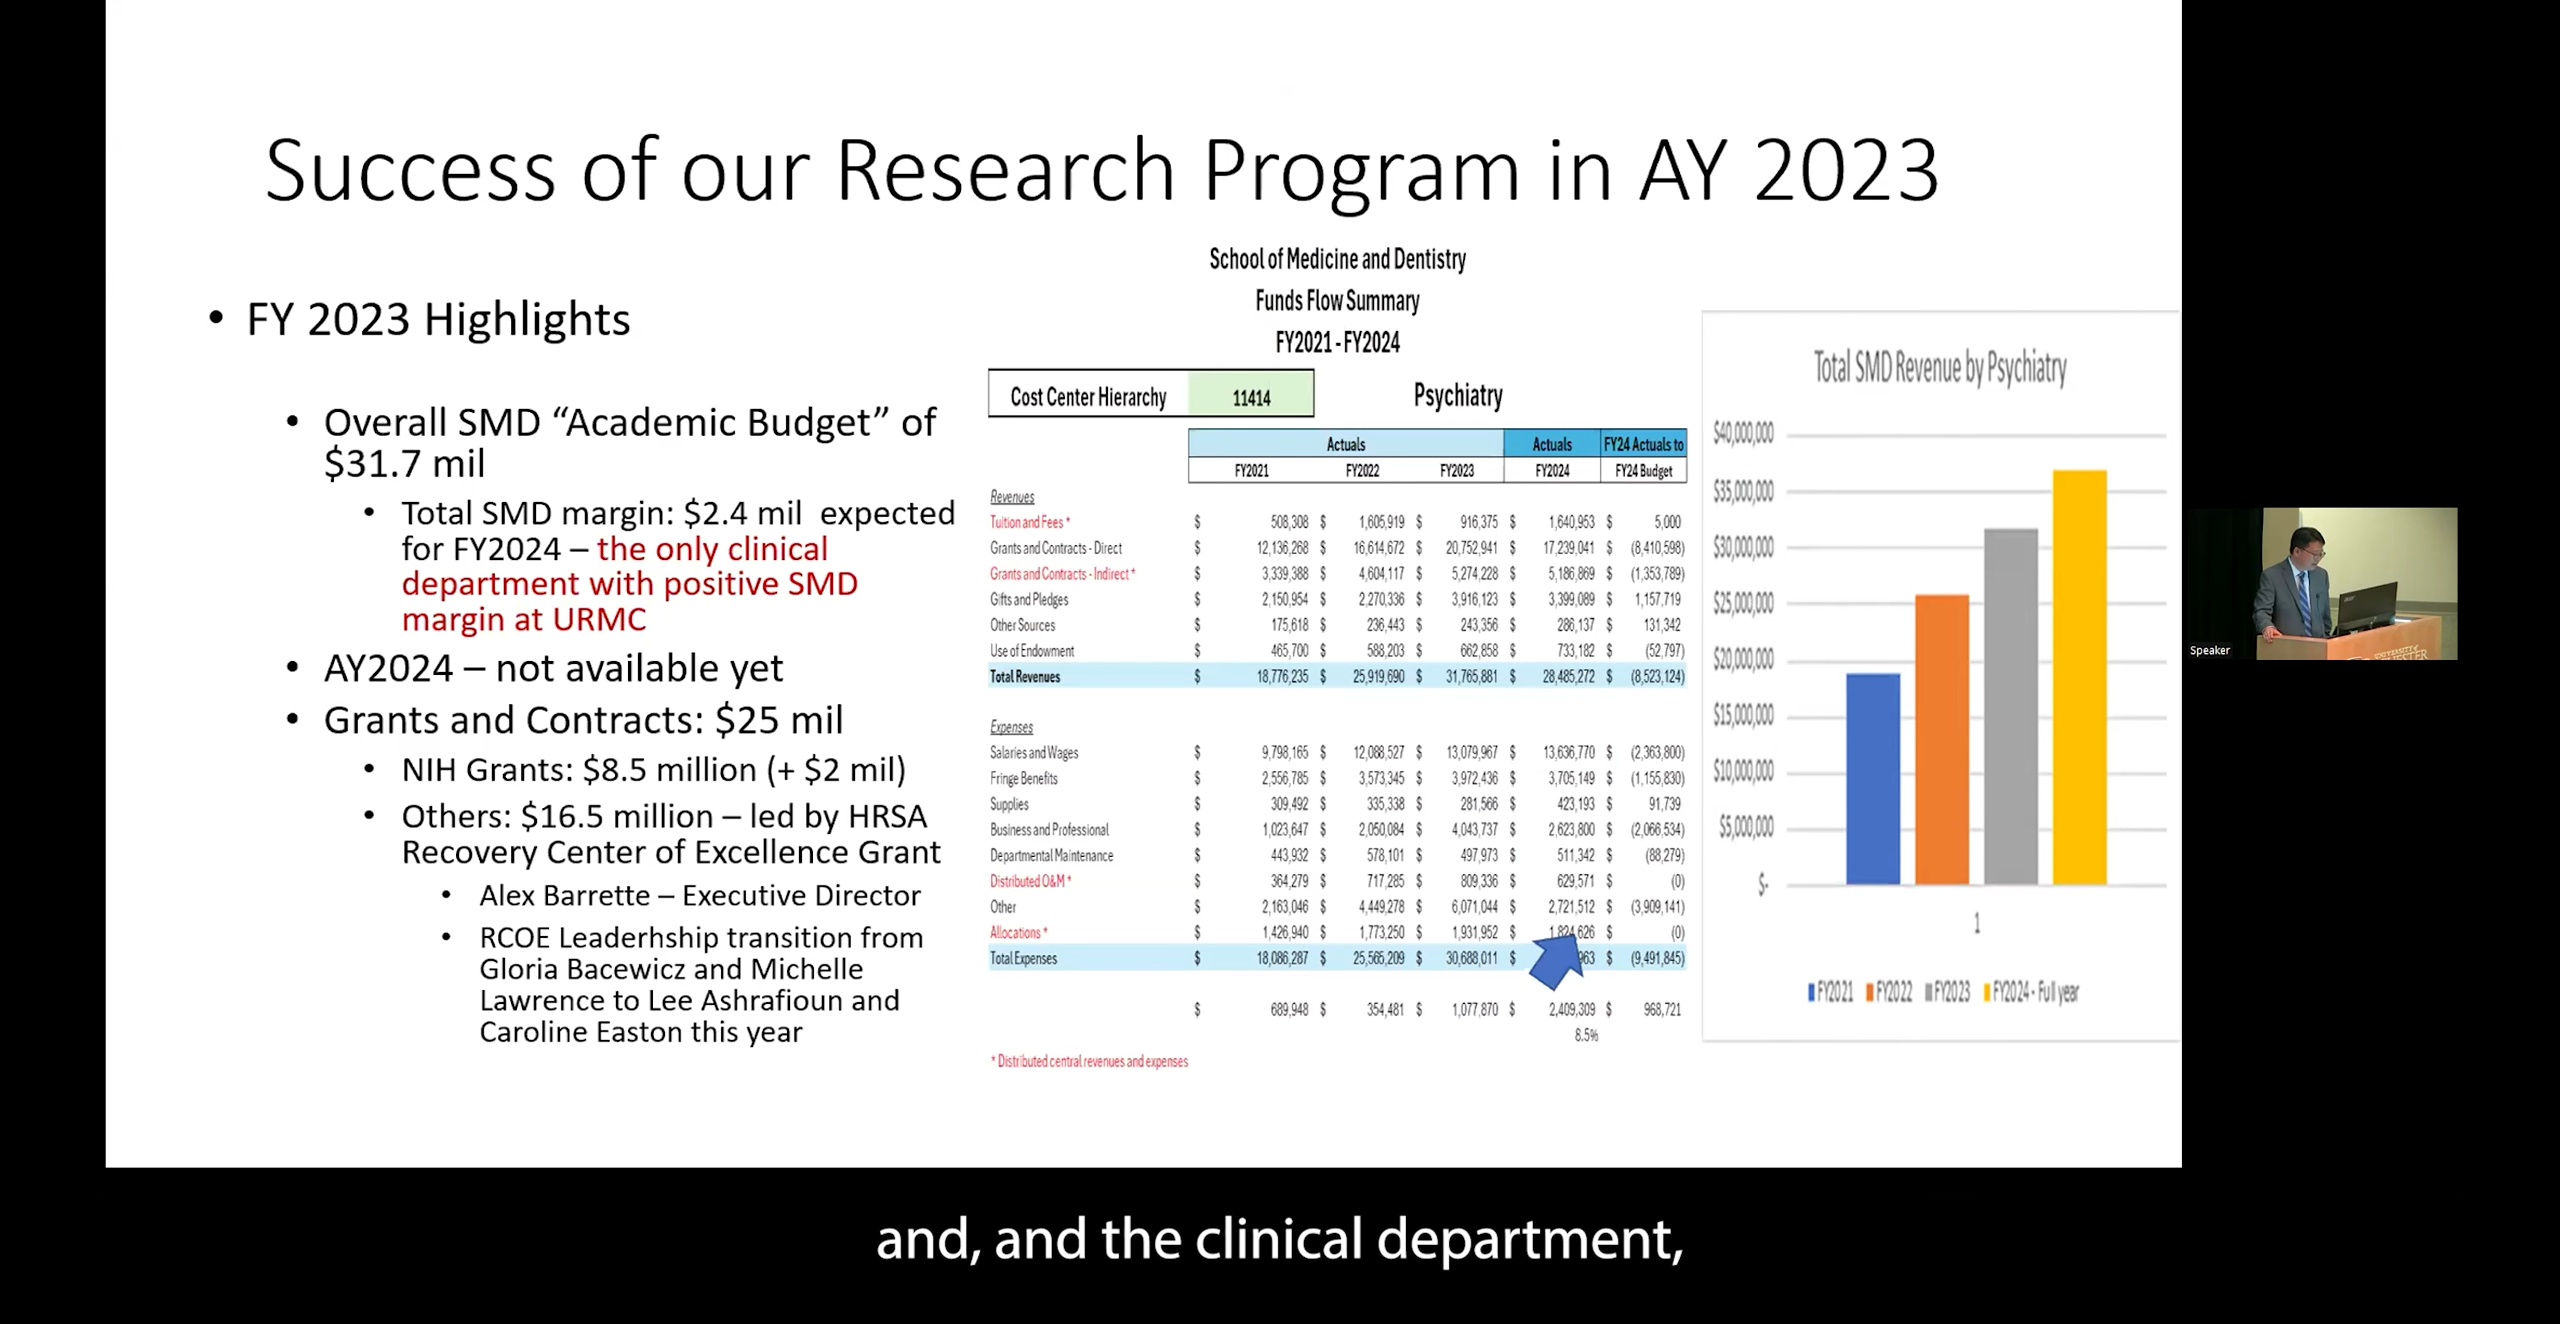 Success of our Research Program in AY 2023
• FY 2023 Highlights
• Overall SMD “Academic Budget” of
$31.7 mil
• Total SMD margin: $2.4 mil expected
for FY2024 – the only clinical
department with positive SMD
margin at URMC
• AY2024 – not available yet
• Grants and Contracts: $25 mil
• NIH Grants: $8.5 million (+ $2 mil)
• Others: $16.5 million – led by HRSA
Recovery Center of Excellence Grant
• Alex Barrette – Executive Director
• RCOE Leaderhship transition from
Gloria Bacewicz and Michelle
Lawrence to Lee Ashrafioun and
Caroline Easton this year
School of Medicine and Dentistry
Funds Flow Summary
FY2021 - FY2024
Cost Center Hierarchy 11414 Psychiatry
Actuals Actuals FY24 Actuals to
FY2021 FY2022 FY2023 FY2024 FY24 Budget
Revenues
Tuition and Fees * $ 508,308 $ 1,605,919 $ 916,375 $ 1,640,953 $ 5,000
Grants and Contracts - Direct $ 12,136,268 $ 16,614,672 $ 20,752,941 $ 17,239,041 $ (8,410,598)
Grants and Contracts - Indirect * $ 3,339,388 $ 4,604,117 $ 5,274,228 $ 5,186,869 $ (1,353,789)
Gifts and Pledges $ 2,150,954 $ 2,270,336 $ 3,916,123 $ 3,399,089 $ 1,157,719
Other Sources $ 175,618 $ 236,443 $ 243,356 $ 286,137 $ 131,342
Use of Endowment $ 465,700 $ 588,203 $ 662,858 $ 733,182 $ (52,797)
Total Revenues $ 18,776,235 $ 25,919,690 $ 31,765,881 $ 28,485,272 $ (8,523,124)
Expenses
Salaries and Wages $ 9,798,165 $ 12,088,527 $ 13,079,967 $ 13,636,770 $ (2,363,800)
Fringe Benefits $ 2,556,785 $ 3,573,345 $ 3,972,436 $ 3,705,149 $ (1,155,830)
Supplies $ 309,492 $ 335,338 $ 281,566 $ 423,193 $ 91,739
Business and Professional $ 1,023,647 $ 2,050,084 $ 4,043,737 $ 2,623,800 $ (2,066,534)
Departmental Maintenance $ 443,932 $ 578,101 $ 497,973 $ 511,342 $ (88,279)
Distributed O&M * $ 364,279 $ 717,285 $ 809,336 $ 629,571 $ (0)
Other $ 2,163,046 $ 4,449,278 $ 6,071,044 $ 2,721,512 $ (3,909,141)
Allocations * $ 1,426,940 $ 1,773,250 $ 1,931,952 $ 1,824,626 $ (0)
Total Expenses $ 18,086,287 $ 25,565,209 $ 30,688,011 $ 963 $ (9,491,845)
$ 689,948 $ 354,481 $ 1,077,870 $ 2,409,309 $ 968,721
8.5%
* Distributed central revenues and expenses
Total SMD Revenue by Psychiatry
$40,000,000
$35,000,000
$30,000,000
$25,000,000
$20,000,000
$15,000,000
$10,000,000
$5,000,000
$-
1
FY2021 FY2022 FY2023 FY2024 - Full year
Speaker
and, and the clinical department,